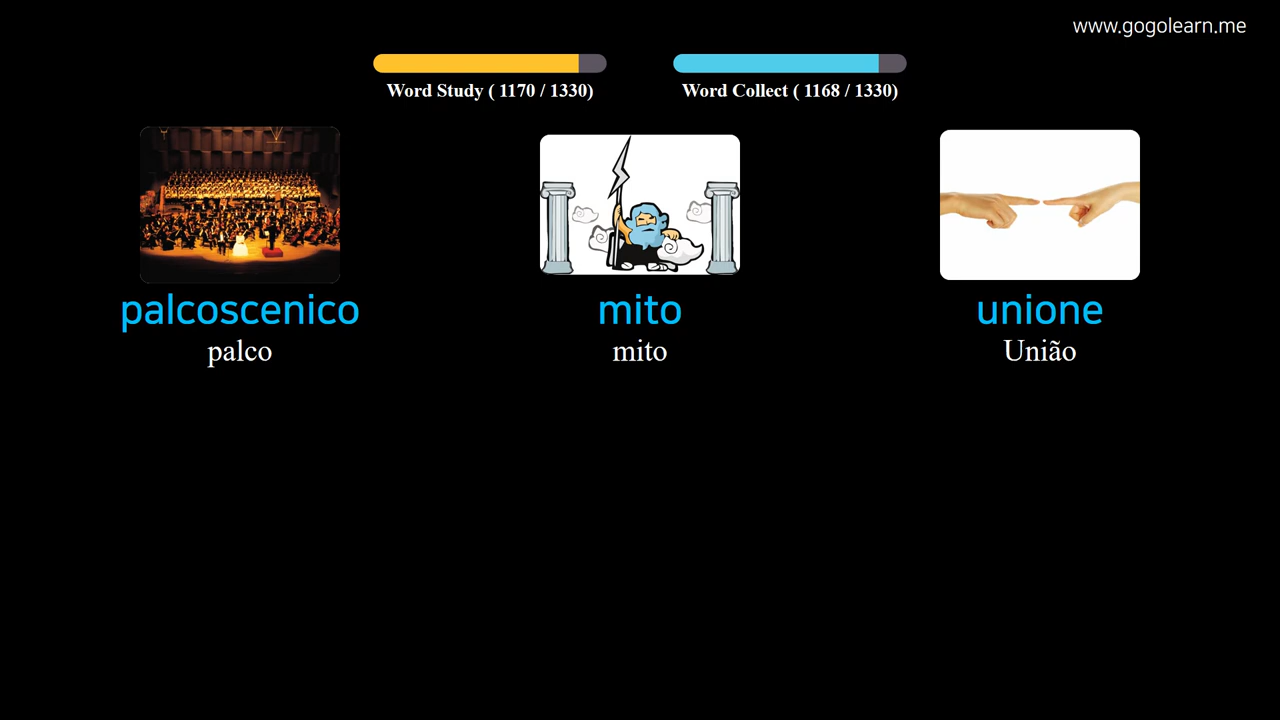 www.gogolearn.me
Word Study ( 1170 / 1330)
Word Collect ( 1168 / 1330)
palcoscenico
palco
mito
mito
unione
União